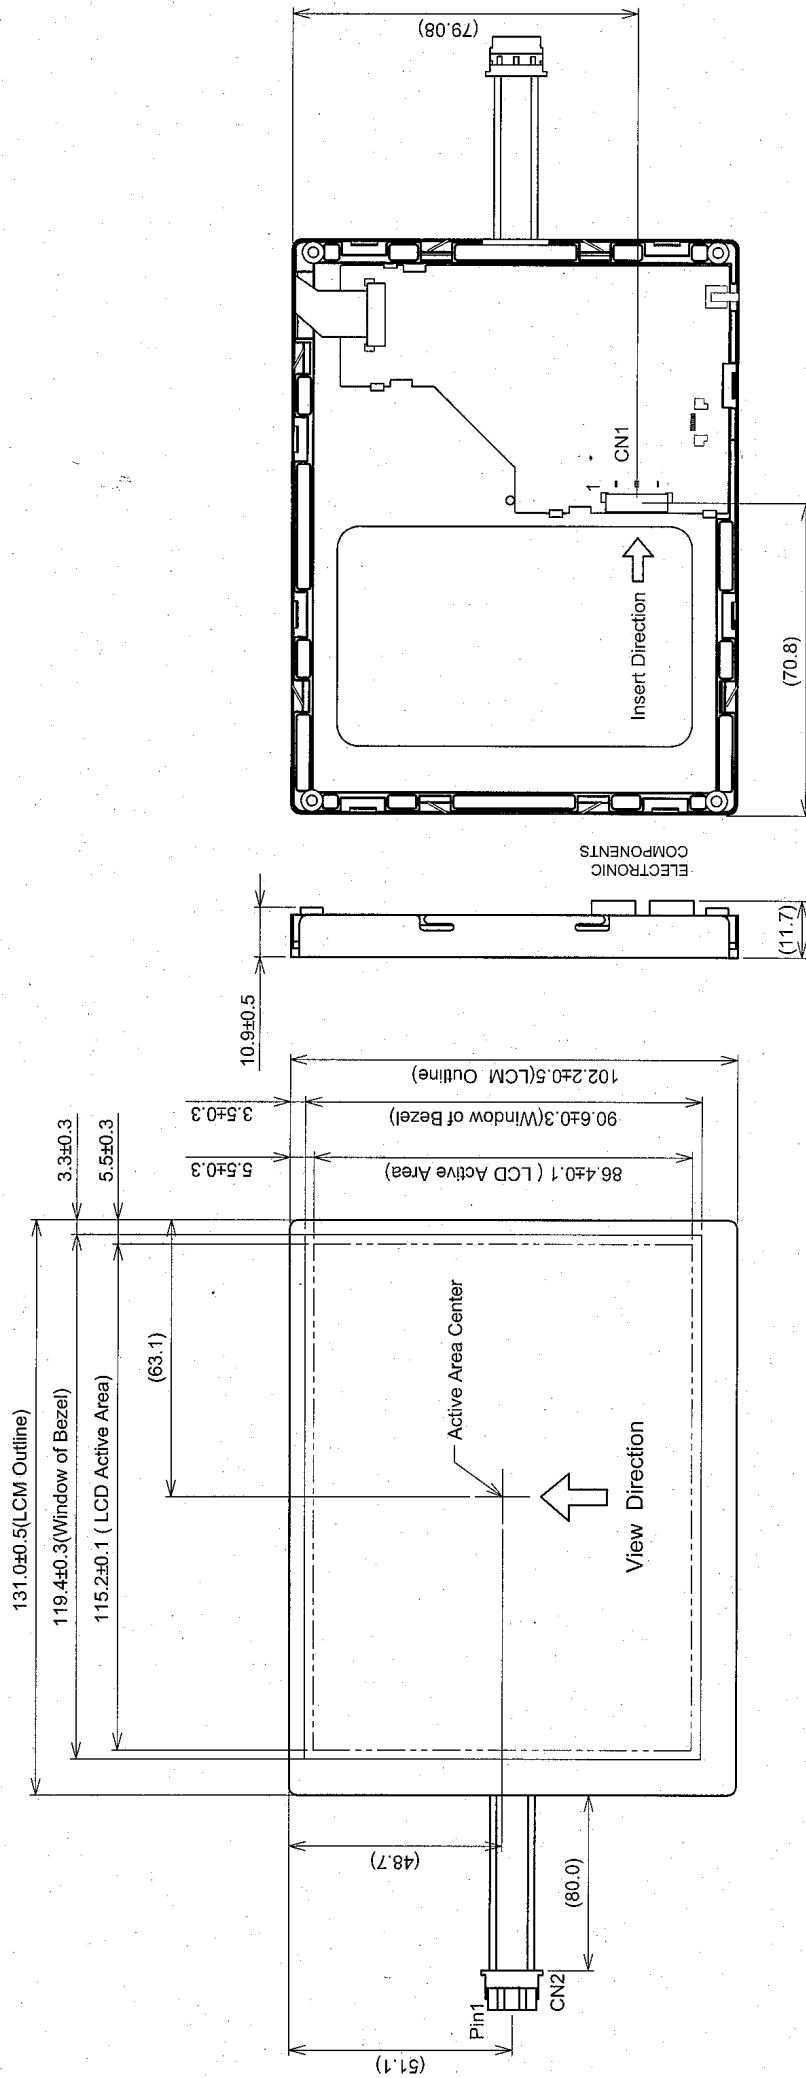 131.0±0.5(LCM Outline)
119.4±0.3(Window of Bezel)
115.2±0.1 ( LCD Active Area)
3.3±0.3
5.5±0.3
(63.1)
5.5±0.3
3.5±0.3
86.4±0.1 ( LCD Active Area)
90.6±0.3(Window of Bezel)
102.2±0.5(LCM Outline)
Active Area Center
View Direction
(48.7)
(51.1)
Pin1
CN2
(80.0)
10.9±0.5
(11.7)
ELECTRONIC
COMPONENTS
(79.08)
1
CN1
Insert Direction
(70.8)